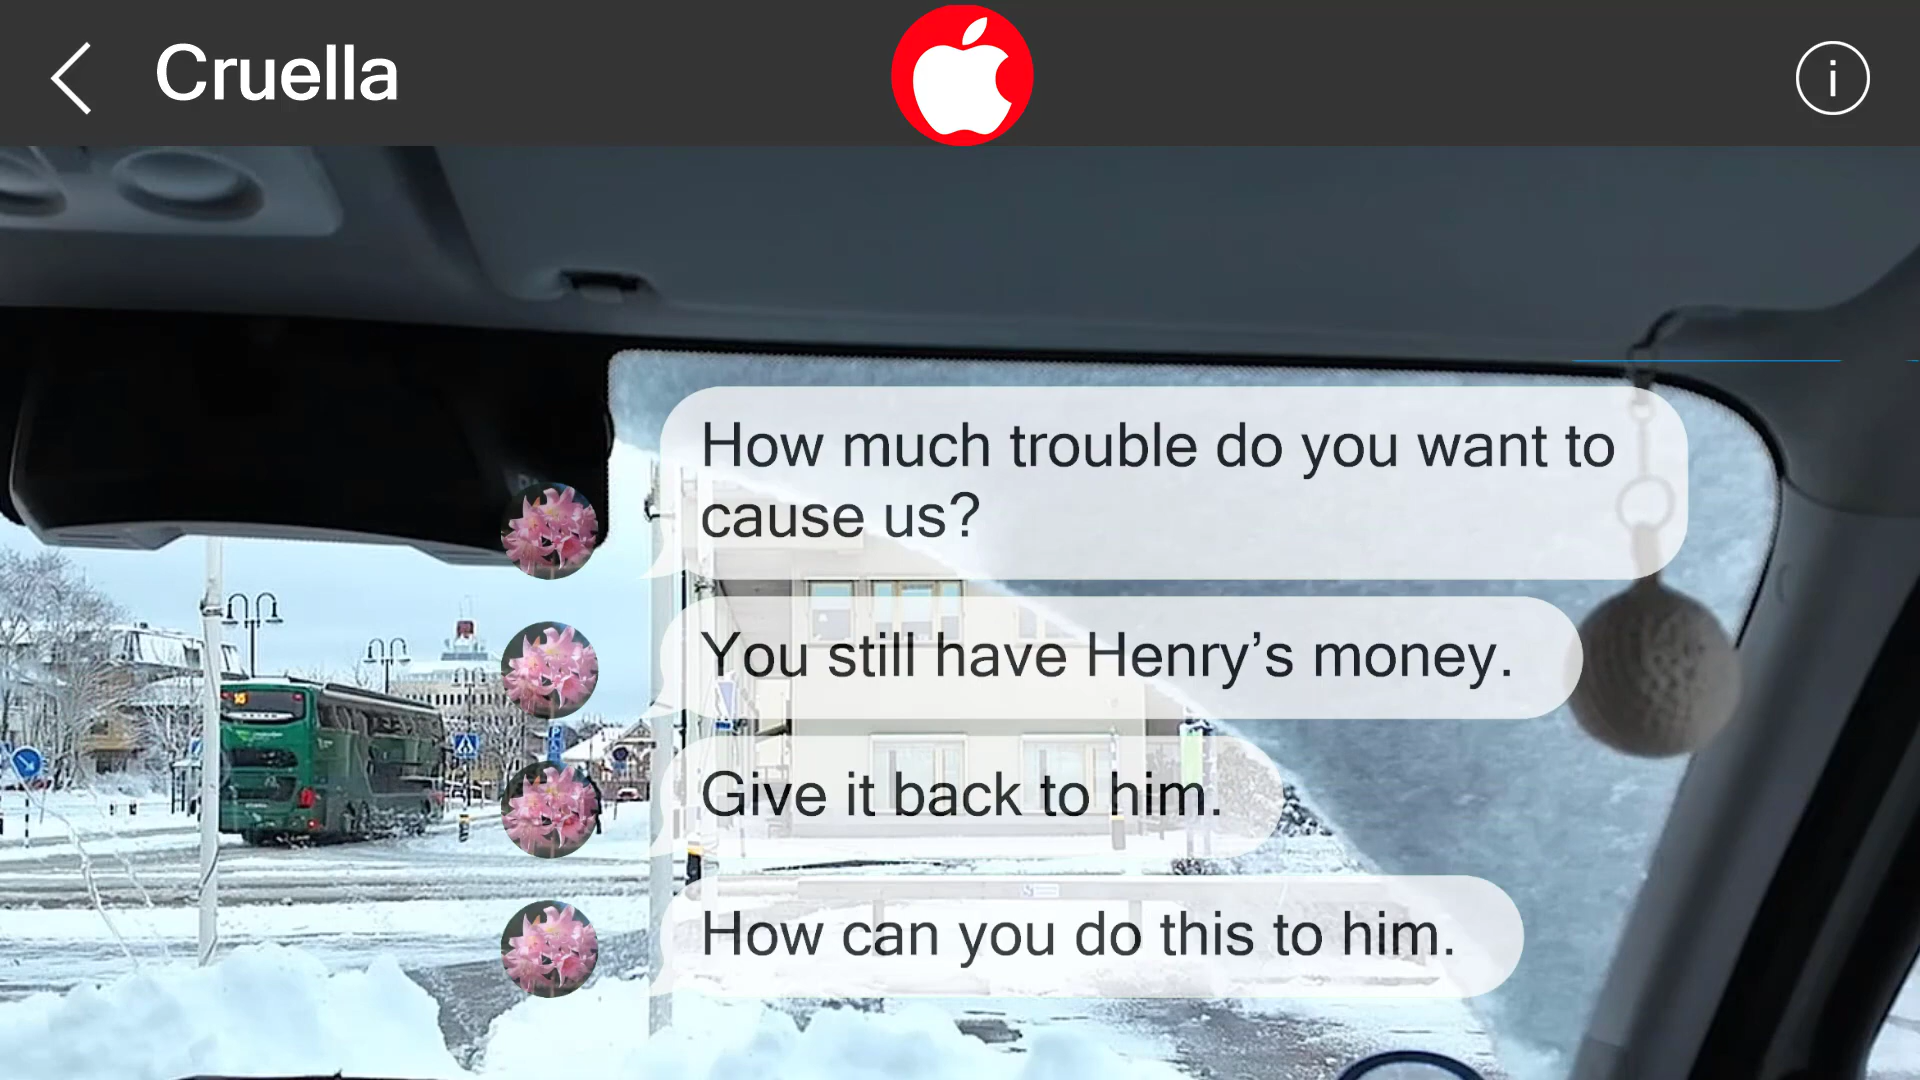 Cruella
How much trouble do you want to
cause us?
You still have Henry’s money.
Give it back to him.
How can you do this to him.